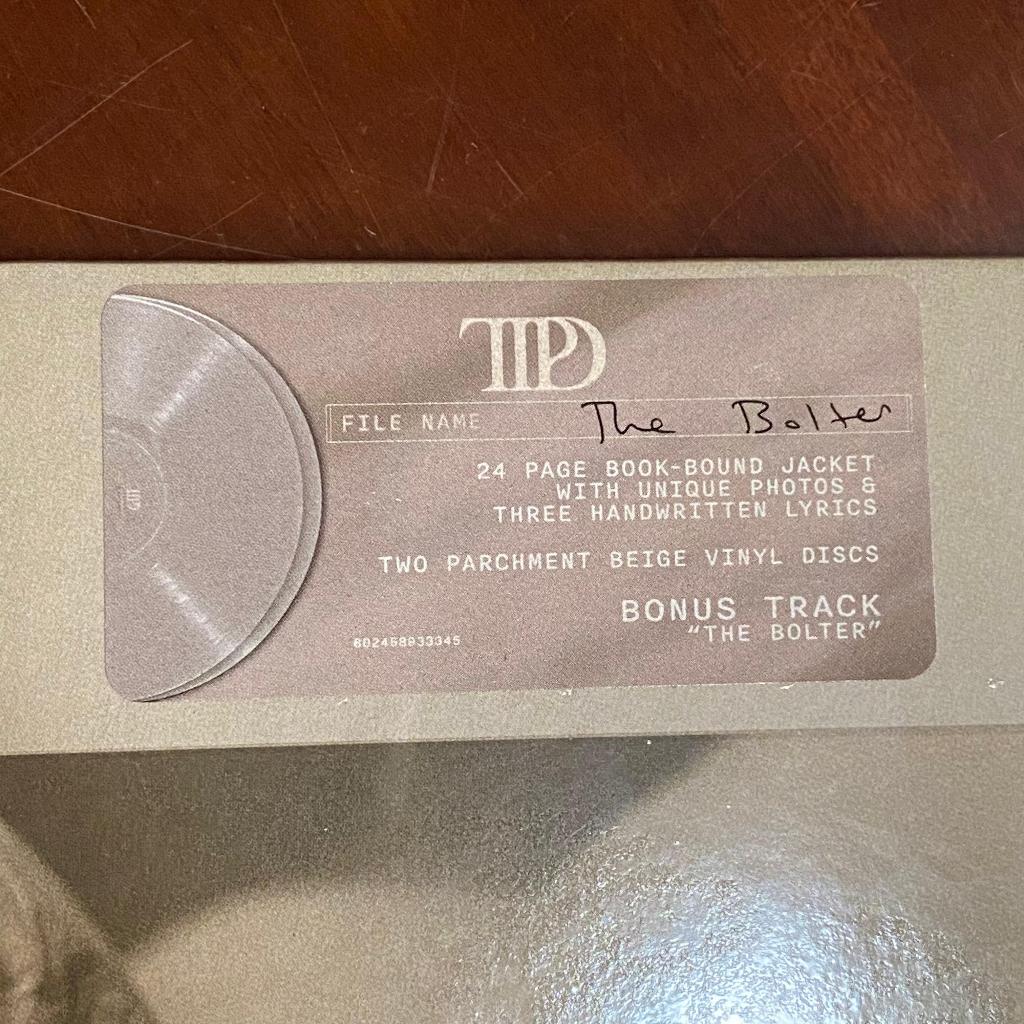 TTPD
FILE NAME The Bolter
24 PAGE BOOK-BOUND JACKET
WITH UNIQUE PHOTOS &
THREE HANDWRITTEN LYRICS
TWO PARCHMENT BEIGE VINYL DISCS
BONUS TRACK
“THE BOLTER”
602458933345